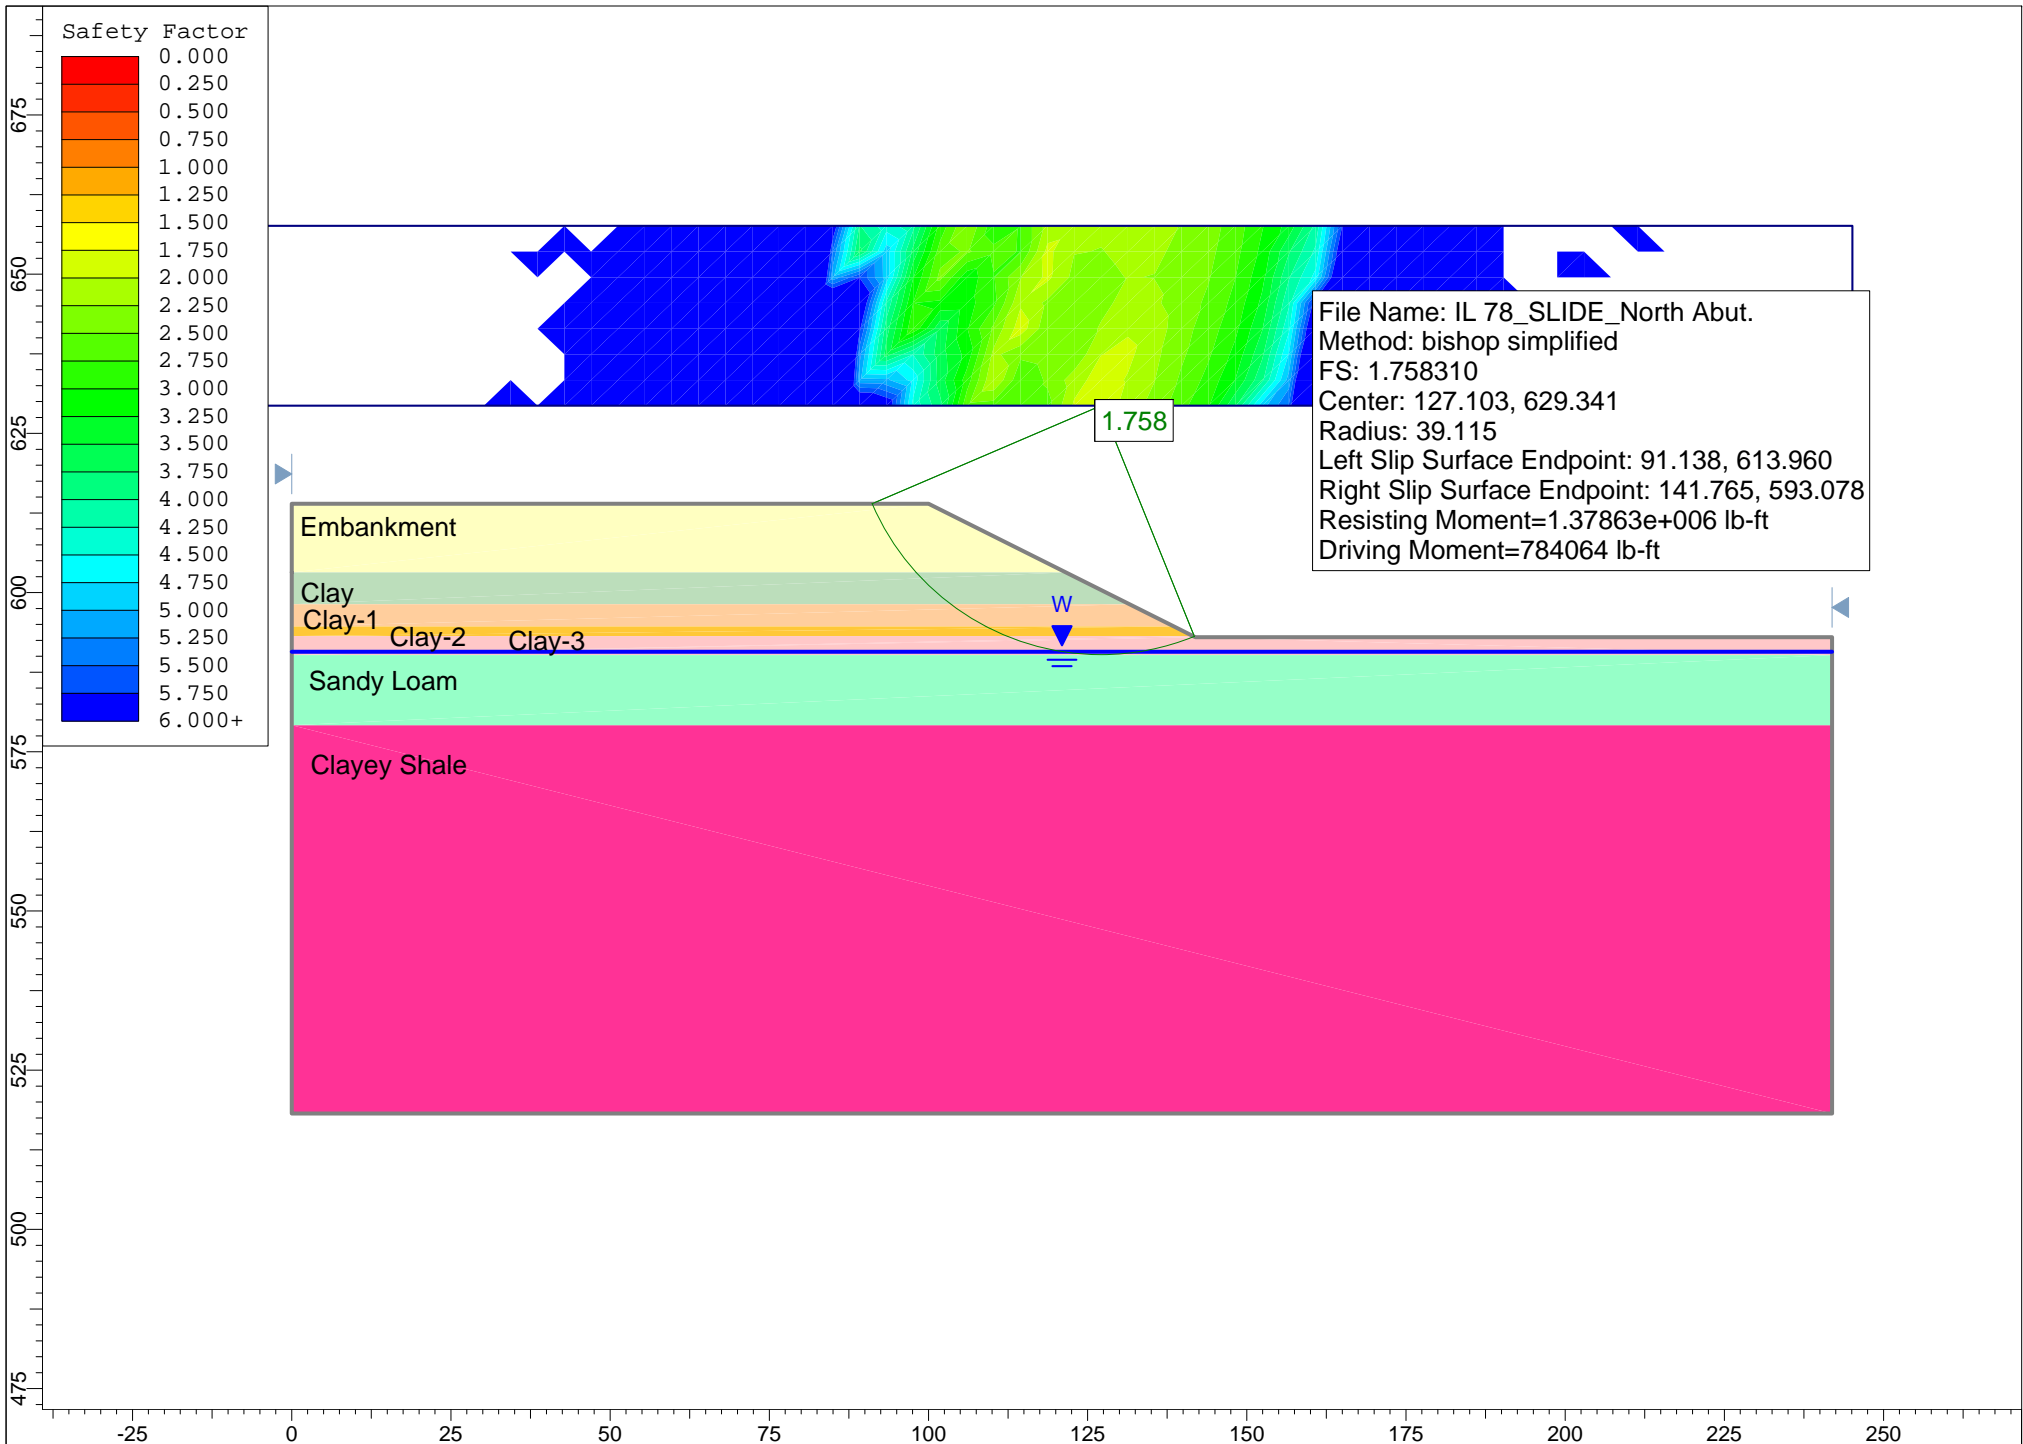 Safety Factor
0.000
0.250
0.500
0.750
1.000
1.250
1.500
1.750
2.000
2.250
2.500
2.750
3.000
3.250
3.500
3.750
4.000
4.250
4.500
4.750
5.000
5.250
5.500
5.750
6.000+
File Name: IL 78_SLIDE_North Abut.
Method: bishop simplified
FS: 1.758310
Center: 127.103, 629.341
Radius: 39.115
Left Slip Surface Endpoint: 91.138, 613.960
Right Slip Surface Endpoint: 141.765, 593.078
Resisting Moment=1.37863e+006 lb-ft
Driving Moment=784064 lb-ft
1.758
Embankment
Clay
Clay-1
Clay-2
Clay-3
W
Sandy Loam
Clayey Shale
675
650
625
600
575
550
525
500
475
-25
0
25
50
75
100
125
150
175
200
225
250